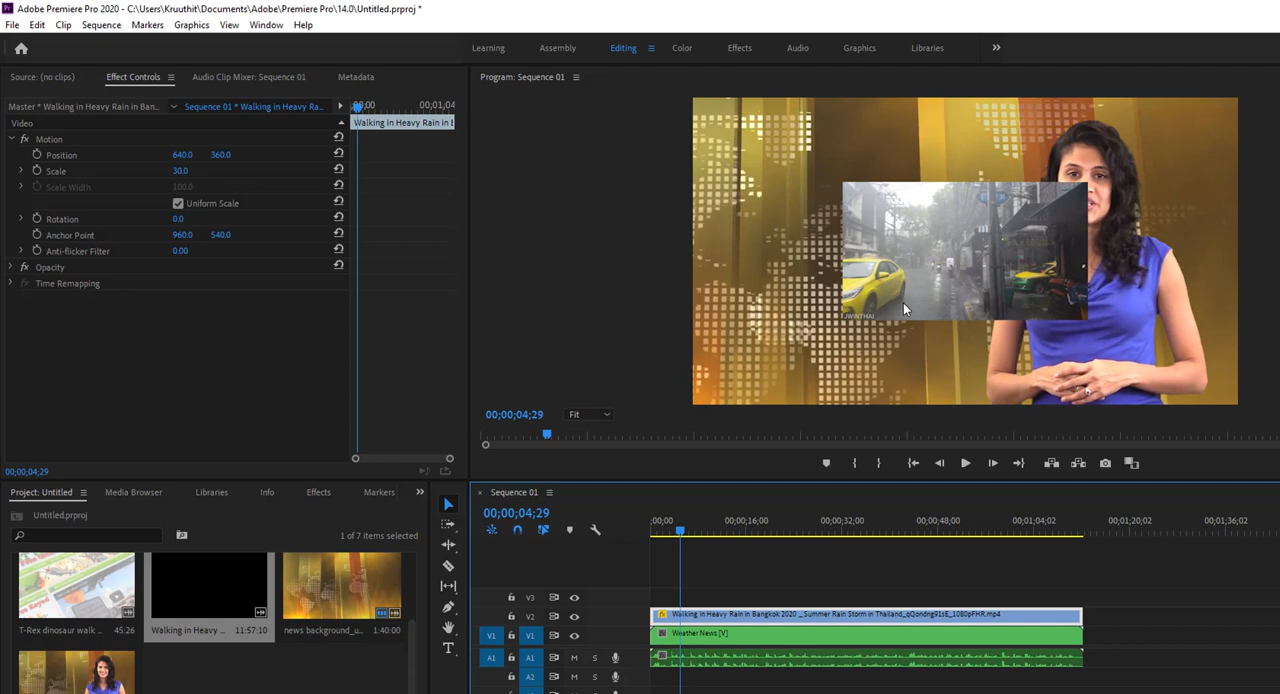 Adobe Premiere Pro 2020 - C:\Users\Kruuthit\Documents\Adobe\Premiere Pro\14.0\Untitled.prproj *
File Edit Clip Sequence Markers Graphics View Window Help
Learning Assembly Editing Color Effects Audio Graphics Libraries
Source: (no clips) Effect Controls Audio Clip Mixer: Sequence 01 Metadata
Program: Sequence 01
Master * Walking in Heavy Rain in Ban... Sequence 01 * Walking in Heavy Ra... ;00;00 00;01;04
Video Walking in Heavy Rain in B
fx Motion
Position 640.0 360.0
Scale 30.0
Scale Width 100.0
Uniform Scale
Rotation 0.0
Anchor Point 960.0 540.0
Anti-flicker Filter 0.00
fx Opacity
Time Remapping
JWINTHAI
00;00;04;29 Fit
00;00;04;29
Project: Untitled Media Browser Libraries Info Effects Markers
Untitled.prproj
1 of 7 items selected
T-Rex dinosaur walk ... 45:26 Walking in Heavy ... 11:57:10 news background_u... 1:40:00
Sequence 01
00;00;04;29
;00;00 00;00;16;00 00;00;32;00 00;00;48;00 00;01;04;02 00;01;20;02 00;01;36;02
V3
V2 fx Walking in Heavy Rain in Bangkok 2020 _ Summer Rain Storm in Thailand_qQondng91sE_1080pFHR.mp4
V1 V1 Weather News [V]
A1 A1 M S
A2 M S
T